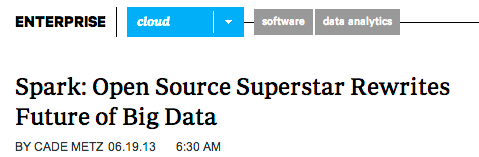 ENTERPRISE cloud software data analytics
Spark: Open Source Superstar Rewrites
Future of Big Data
BY CADE METZ 06.19.13 6:30 AM